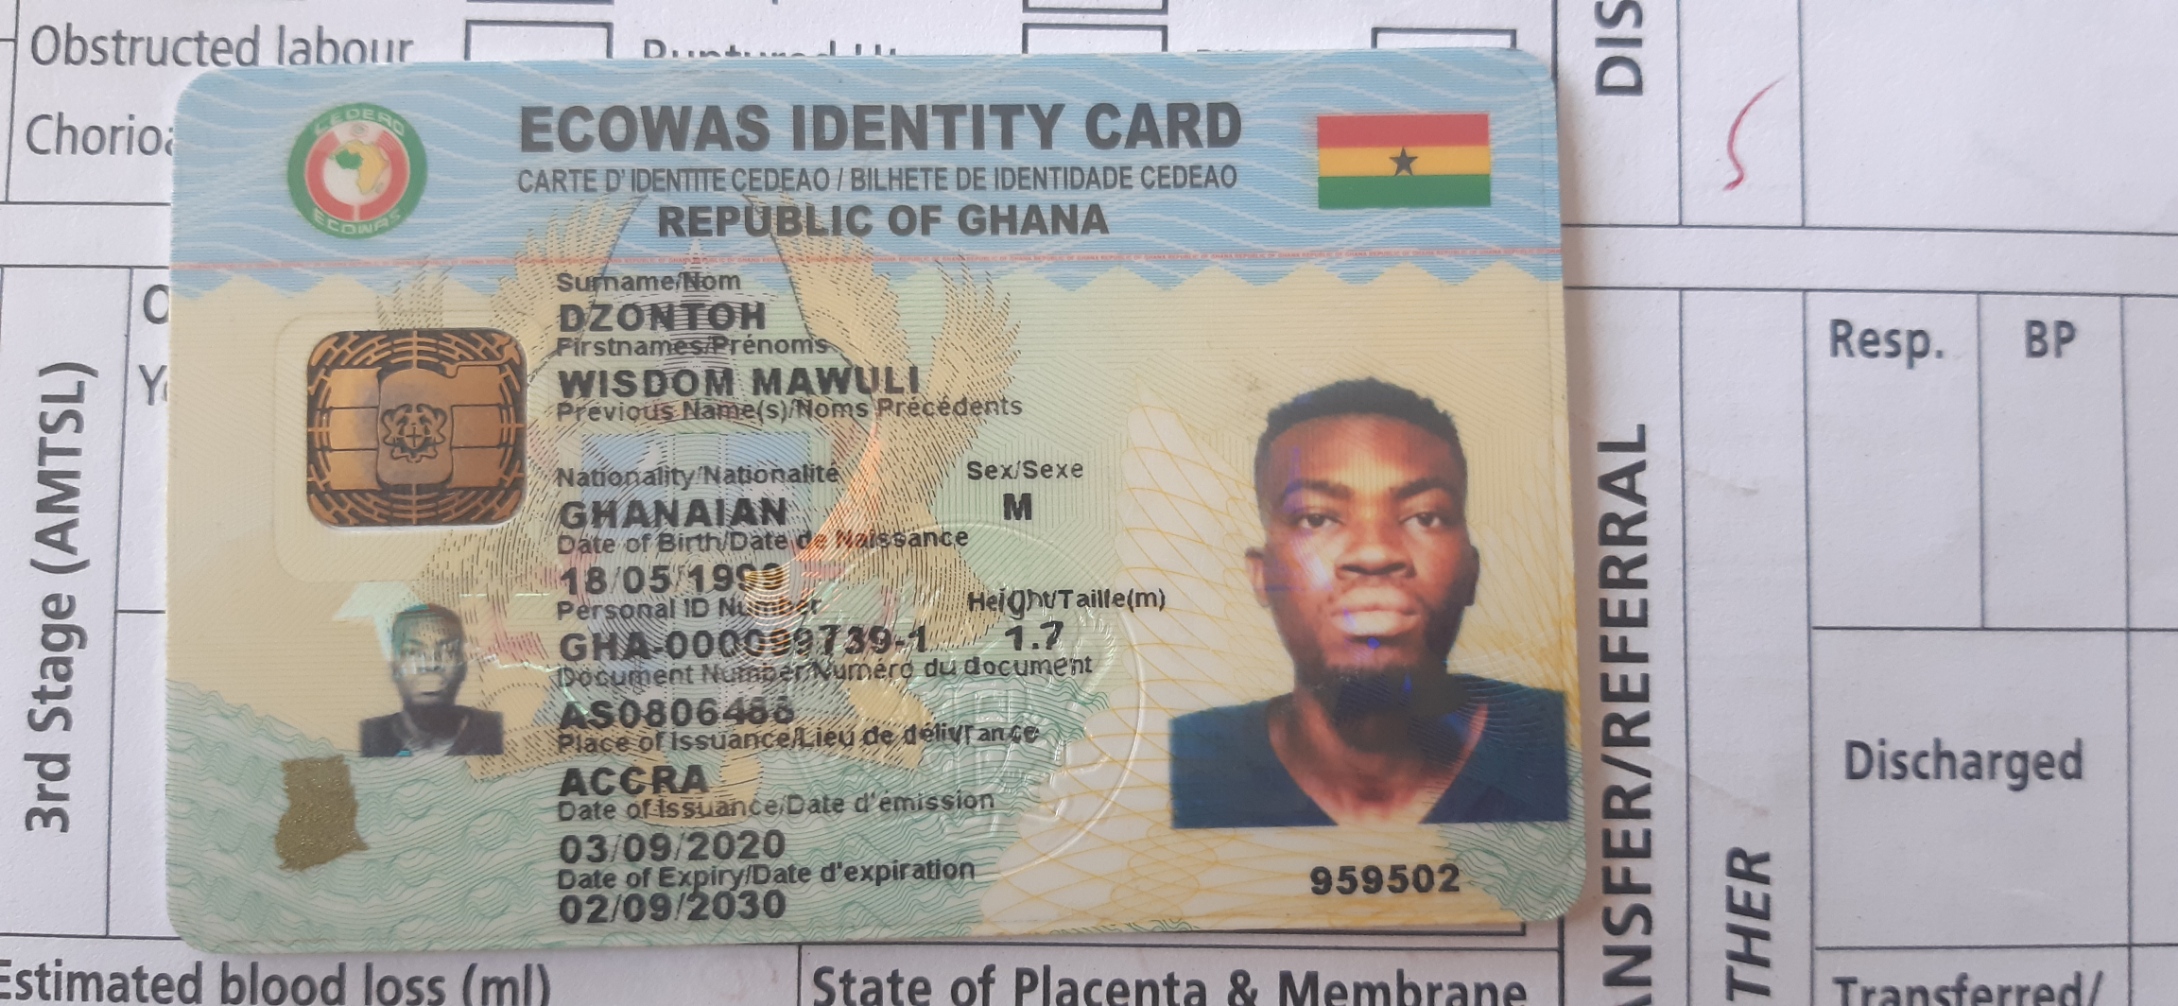 Obstructed labour
DIS
CEDEAO
ECOWAS
ECOWAS IDENTITY CARD
CARTE D' IDENTITE CEDEAO / BILHETE DE IDENTIDADE CEDEAO
REPUBLIC OF GHANA
Surname/Nom
DZONTOH
Firstnames/Prénoms
WISDOM MAWULI
Previous Name(s)/Noms Précédents
Nationality/Nationalité
GHANAIAN
Sex/Sexe
M
Date of Birth/Date de Naissance
18/05/1999
Personal ID Number
GHA-000099739-1
Height/Taille(m)
1.7
Document Number/Numéro du document
Place of Issuance/Lieu de délivrance
ACCRA
Date of Issuance/Date d'émission
03/09/2020
Date of Expiry/Date d'expiration
02/09/2030
959502
3rd Stage (AMTSL)
Resp.
BP
Discharged
ANSFER/REFERRAL
THER
Transferred/
Estimated blood loss (ml)
State of Placenta & Membrane